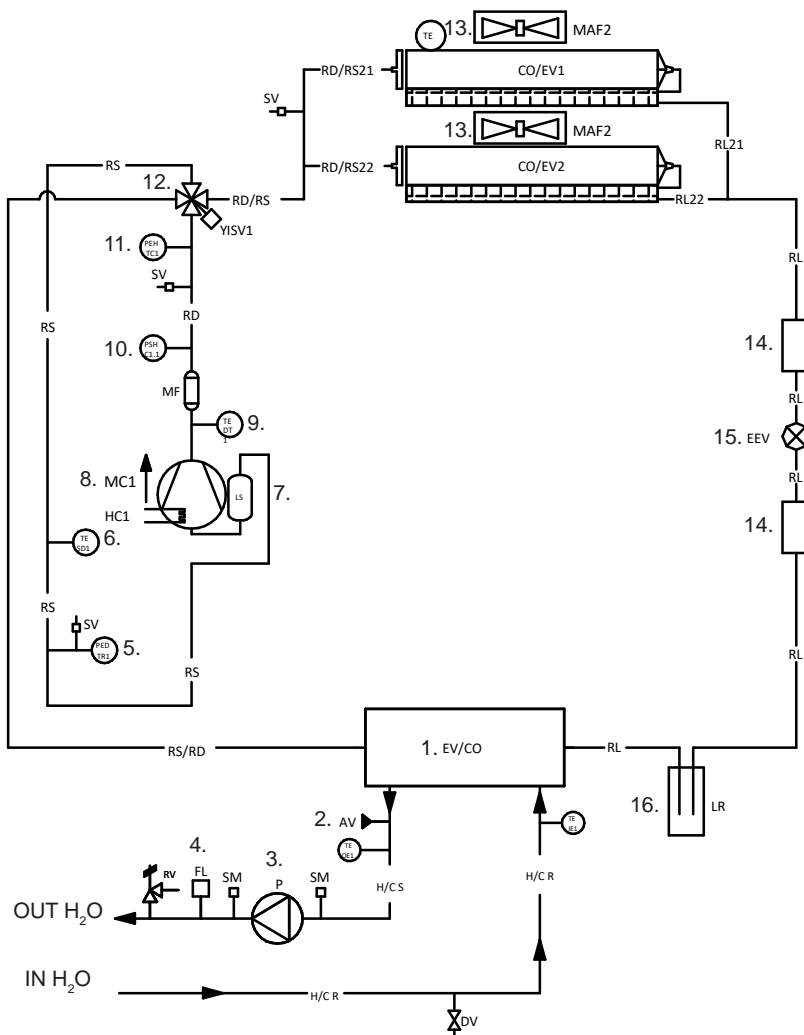 TE
13.
MAF2
RD/RS21
CO/EV1
SV
13.
MAF2
RL21
RS
RD/RS22
CO/EV2
12.
RD/RS
RL22
YISV1
11.
PEH
TC1
RL
SV
RS
RD
10.
PSH
C1.1
14.
MF
RL
TE
DT
1
9.
15.
EEV
8.
MC1
LS
7.
RL
HC1
14.
TE
SD1
6.
RS
SV
PED
TR1
5.
RS
RL
RS/RD
1.
EV/CO
RL
2.
AV
TE
IE1
16.
LR
TE
OE1
4.
3.
RV
FL
SM
P
SM
H/C S
H/C R
OUT H₂O
IN H₂O
H/C R
DV